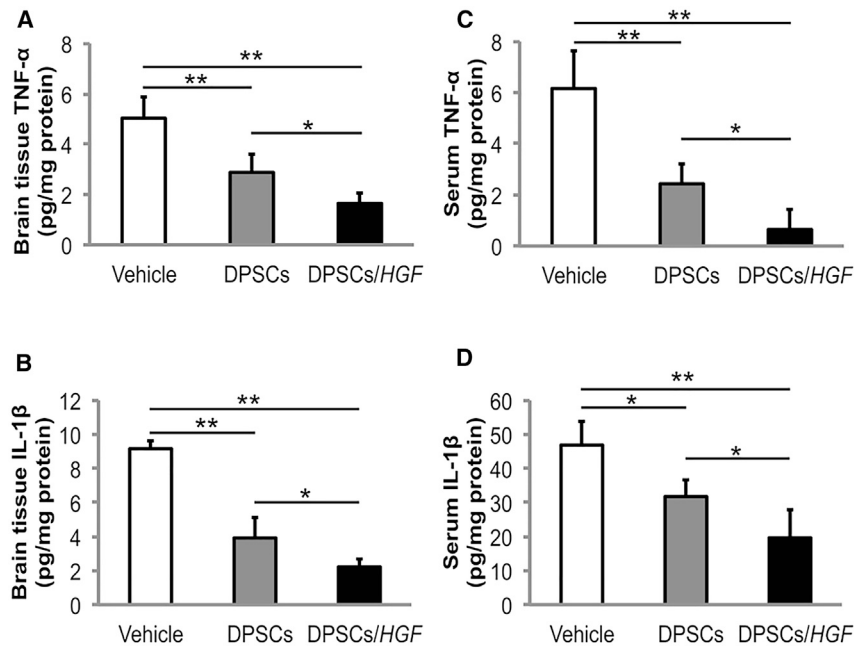 A
Brain tissue TNF-α
(pg/mg protein)
8
6
4
2
0
**
**
*
Vehicle DPSCs DPSCs/HGF
C
Serum TNF-α
(pg/mg protein)
8
6
4
2
0
**
**
*
Vehicle DPSCs DPSCs/HGF
B
Brain tissue IL-1β
(pg/mg protein)
12
10
8
6
4
2
0
**
**
*
Vehicle DPSCs DPSCs/HGF
D
Serum IL-1β
(pg/mg protein)
60
50
40
30
20
10
0
**
*
*
Vehicle DPSCs DPSCs/HGF